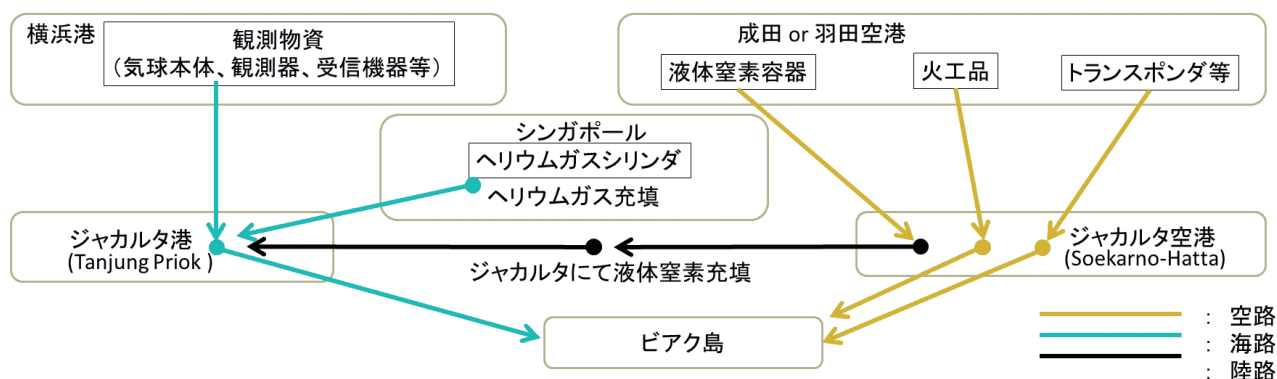 横浜港
観測物資
（気球本体、観測器、受信機器等）
成田 or 羽田空港
液体窒素容器
火工品
トランスポンダ等
シンガポール
ヘリウムガスシリンダ
ヘリウムガス充填
ジャカルタ港
(Tanjung Priok )
ジャカルタにて液体窒素充填
ジャカルタ空港
(Soekarno-Hatta)
ビアク島
： 空路
： 海路
： 陸路